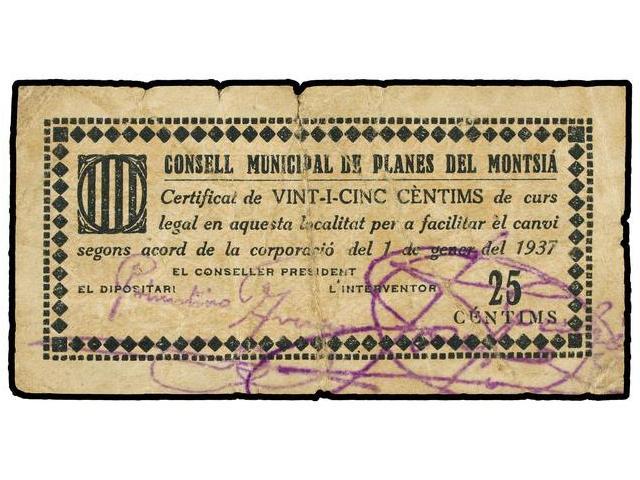 CONSELL MUNICIPAL DE PLANES DEL MONTSIÁ
Certificat de VINT-I-CINC CÈNTIMS de curs
legal en aquesta localitat per a facilitar èl canvi
segons acord de la corporació del 1 de gener del 1937
EL CONSELLER PRESIDENT
EL DIPOSITARI L'INTERVENTOR
25
CÉNTIMS